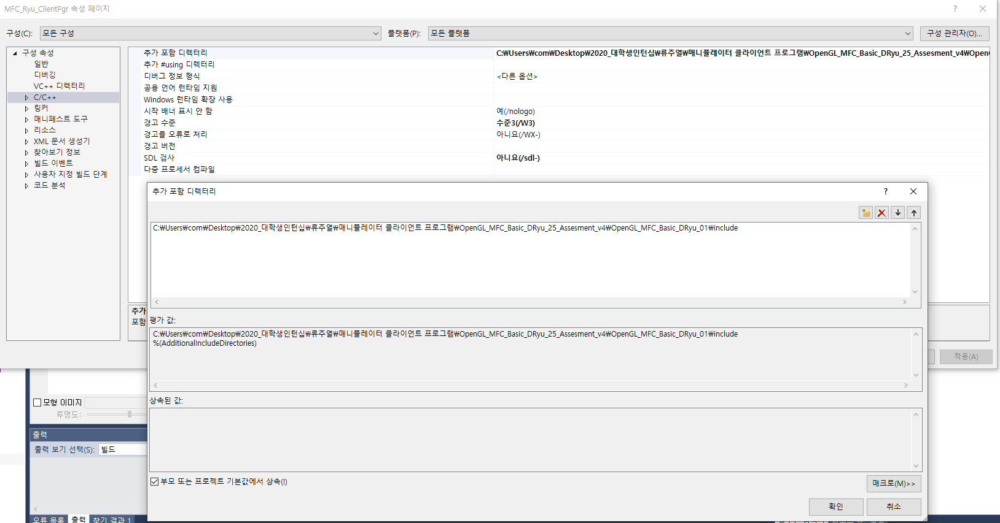 MFC_Ryu_ClientPgr 속성 페이지
?
구성(C):
모든 구성
플랫폼(P):
모든 플랫폼
구성 관리자(O)...
구성 속성
일반
디버깅
VC++ 디렉터리
C/C++
링커
매니페스트 도구
리소스
XML 문서 생성기
찾아보기 정보
빌드 이벤트
사용자 지정 빌드 단계
코드 분석
추가 포함 디렉터리 C:₩Users₩com₩Desktop₩2020_대학생인턴십₩류주열₩매니퓰레이터 클라이언트 프로그램₩OpenGL_MFC_Basic_DRyu_25_Assesment_v4₩Open
추가 #using 디렉터리
디버그 정보 형식 <다른 옵션>
공용 언어 런타임 지원
Windows 런타임 확장 사용
시작 배너 표시 안 함 예(/nologo)
경고 수준 수준3(/W3)
경고를 오류로 처리 아니요(/WX-)
경고 버전
SDL 검사 아니요(/sdl-)
다중 프로세서 컴파일
추가
포함
적용(A)
추가 포함 디렉터리
?
C:₩Users₩com₩Desktop₩2020_대학생인턴십₩류주열₩매니퓰레이터 클라이언트 프로그램₩OpenGL_MFC_Basic_DRyu_25_Assesment_v4₩OpenGL_MFC_Basic_DRyu_01₩include
평가 값:
C:₩Users₩com₩Desktop₩2020_대학생인턴십₩류주열₩매니퓰레이터 클라이언트 프로그램₩OpenGL_MFC_Basic_DRyu_25_Assesment_v4₩OpenGL_MFC_Basic_DRyu_01₩include
%(AdditionalIncludeDirectories)
상속된 값:
부모 또는 프로젝트 기본값에서 상속(I)
매크로(M)>>
확인
취소
모형 이미지
투명도:
출력
출력 보기 선택(S):
빌드
오류 목록
출력
찾기 결과 1